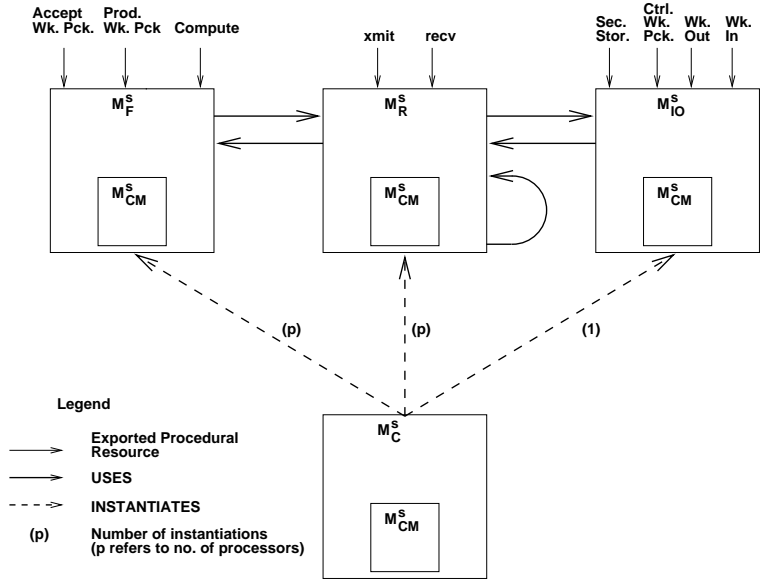 Accept
Wk. Pck.
Prod.
Wk. Pck
Compute
xmit
recv
Sec.
Stor.
Ctrl.
Wk.
Pck.
Wk.
Out
Wk.
In
M^S_F
M^S_R
M^S_IO
M^S_CM
M^S_CM
M^S_CM
(p)
(p)
(1)
M^S_C
M^S_CM
Legend
Exported Procedural
Resource
USES
INSTANTIATES
(p)
Number of instantiations
(p refers to no. of processors)